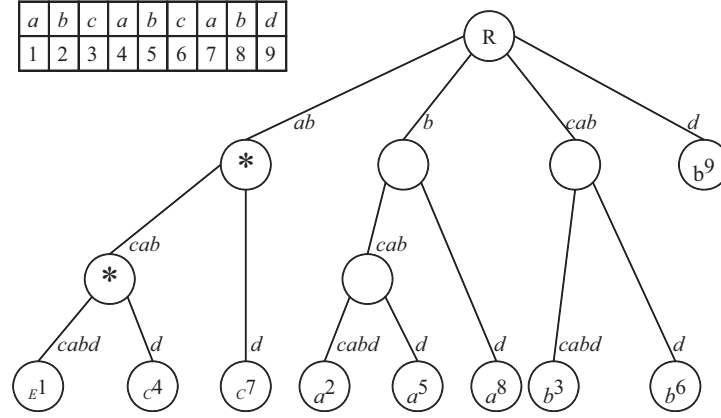 a b c a b c a b d
1 2 3 4 5 6 7 8 9
R
ab b cab d
* b9
cab cab
*
cabd d d cabd d d cabd d
E1 C4 C7 a2 a5 a8 b3 b6